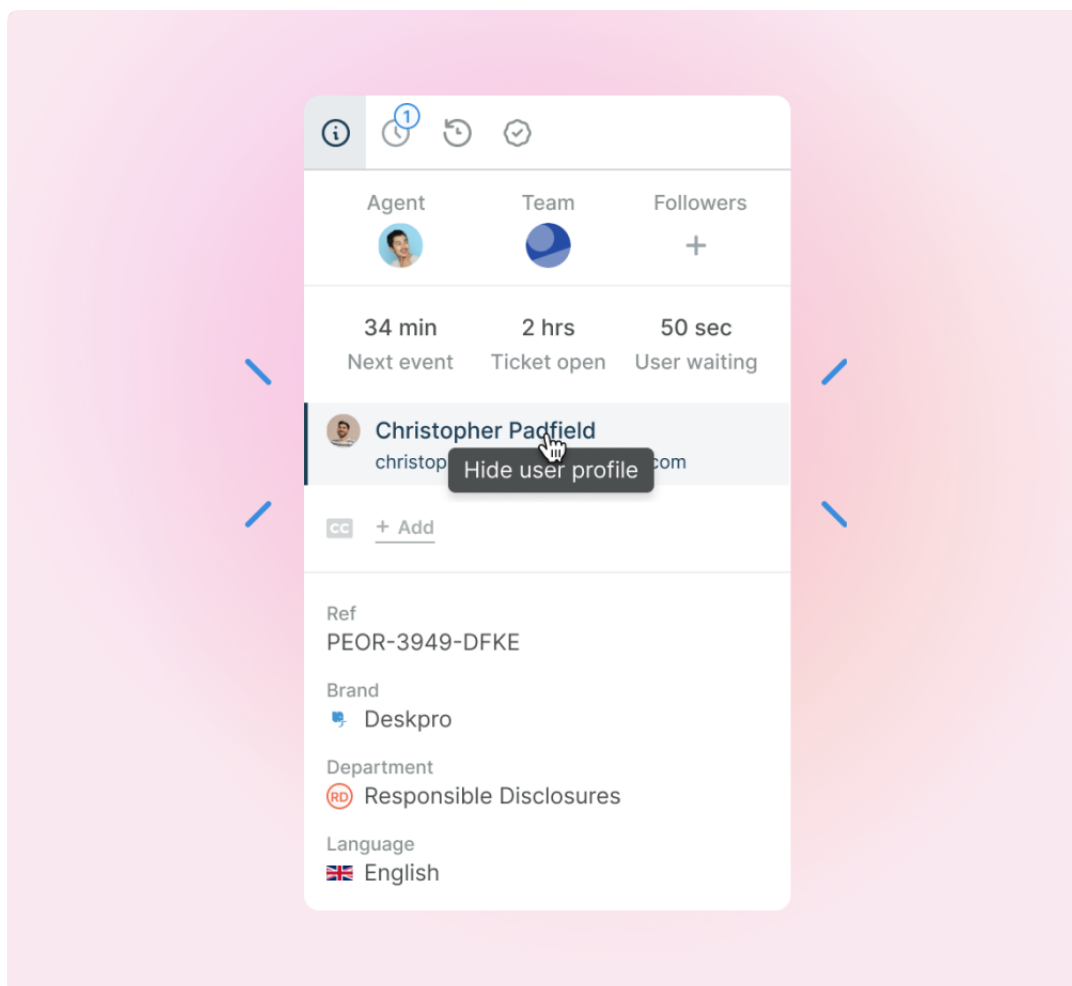 1
Agent Team Followers
34 min 2 hrs 50 sec
Next event Ticket open User waiting
Christopher Padfield
christop com
Hide user profile
CC + Add
Ref
PEOR-3949-DFKE
Brand
Deskpro
Department
RD Responsible Disclosures
Language
English